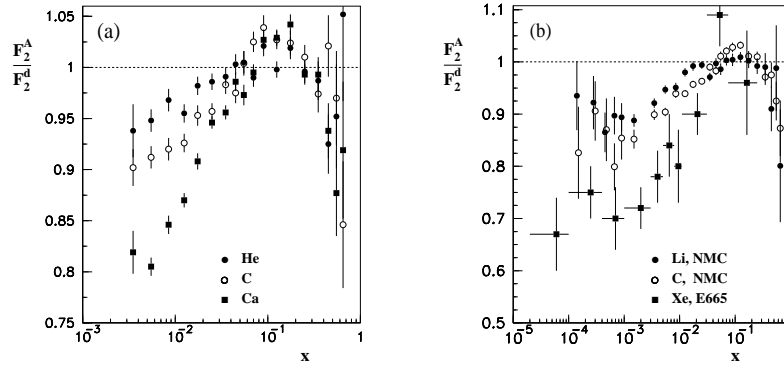 F₂ᴬ
F₂ᵈ
(a)
1.05
1
0.95
0.9
0.85
0.8
0.75
He
C
Ca
10⁻³
10⁻²
10⁻¹
1
x
F₂ᴬ
F₂ᵈ
(b)
1.1
1
0.9
0.8
0.7
0.6
0.5
Li, NMC
C, NMC
Xe, E665
10⁻⁵
10⁻⁴
10⁻³
10⁻²
10⁻¹
1
x